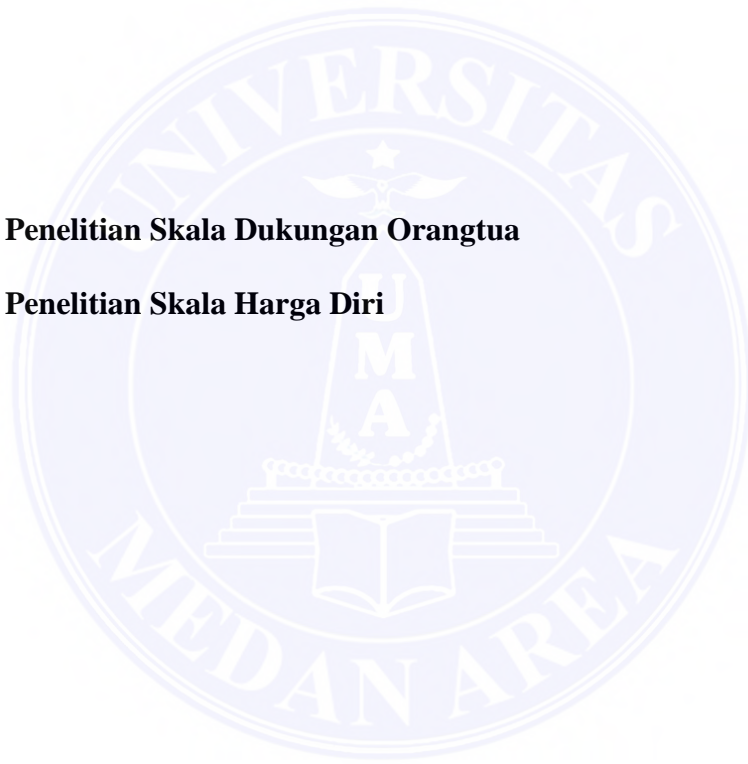 UNIVERSITAS
Penelitian Skala Dukungan Orangtua
Penelitian Skala Harga Diri
U
M
A
MEDAN AREA